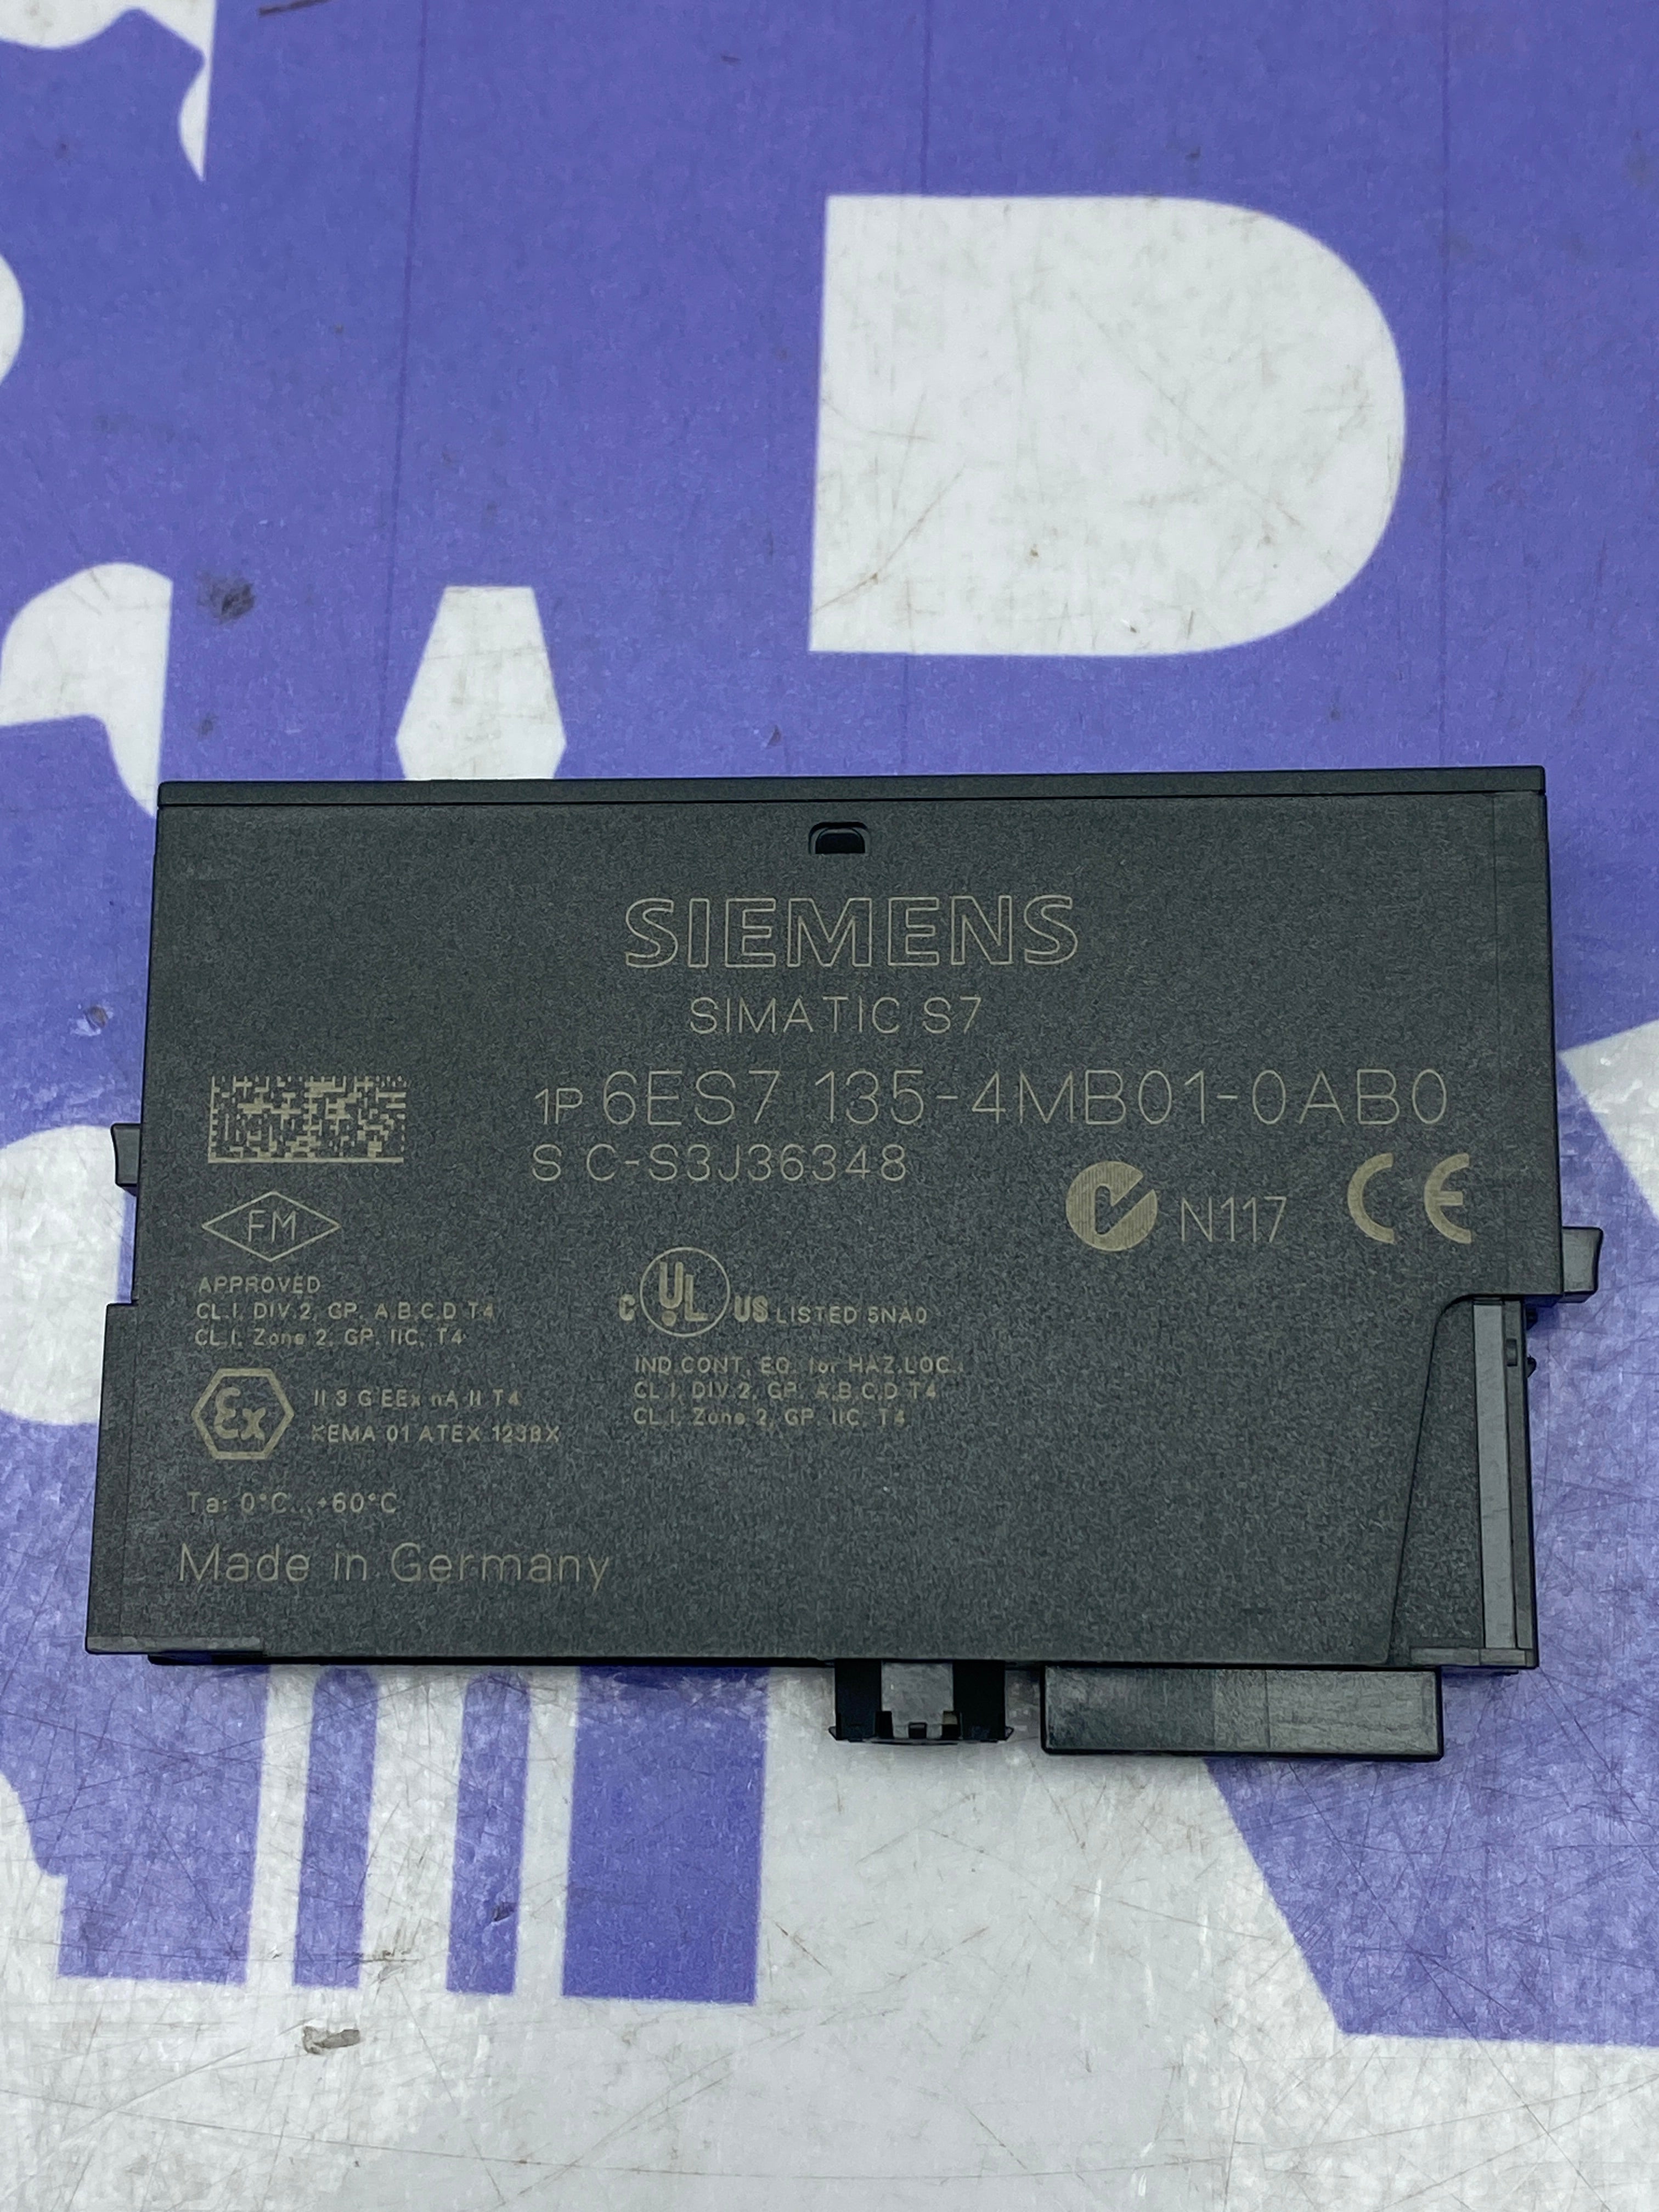 SIEMENS
SIMATIC S7
1P 6ES7 135-4MB01-0AB0
S C-S3J36348
N117 CE
FM
APPROVED
CL.I, DIV.2, GP. A.B.C.D T4
CL.I, Zone 2, GP. IIC, T4
C UL US LISTED 5NA0
IND.CONT. EQ. for HAZ.LOC.
CL.I, DIV.2, GP. A.B.C.D T4
CL.I, Zone 2, GP. IIC, T4
Ex II 3 G EEx nA II T4
KEMA 01 ATEX 1238X
Ta: 0°C...+60°C
Made in Germany